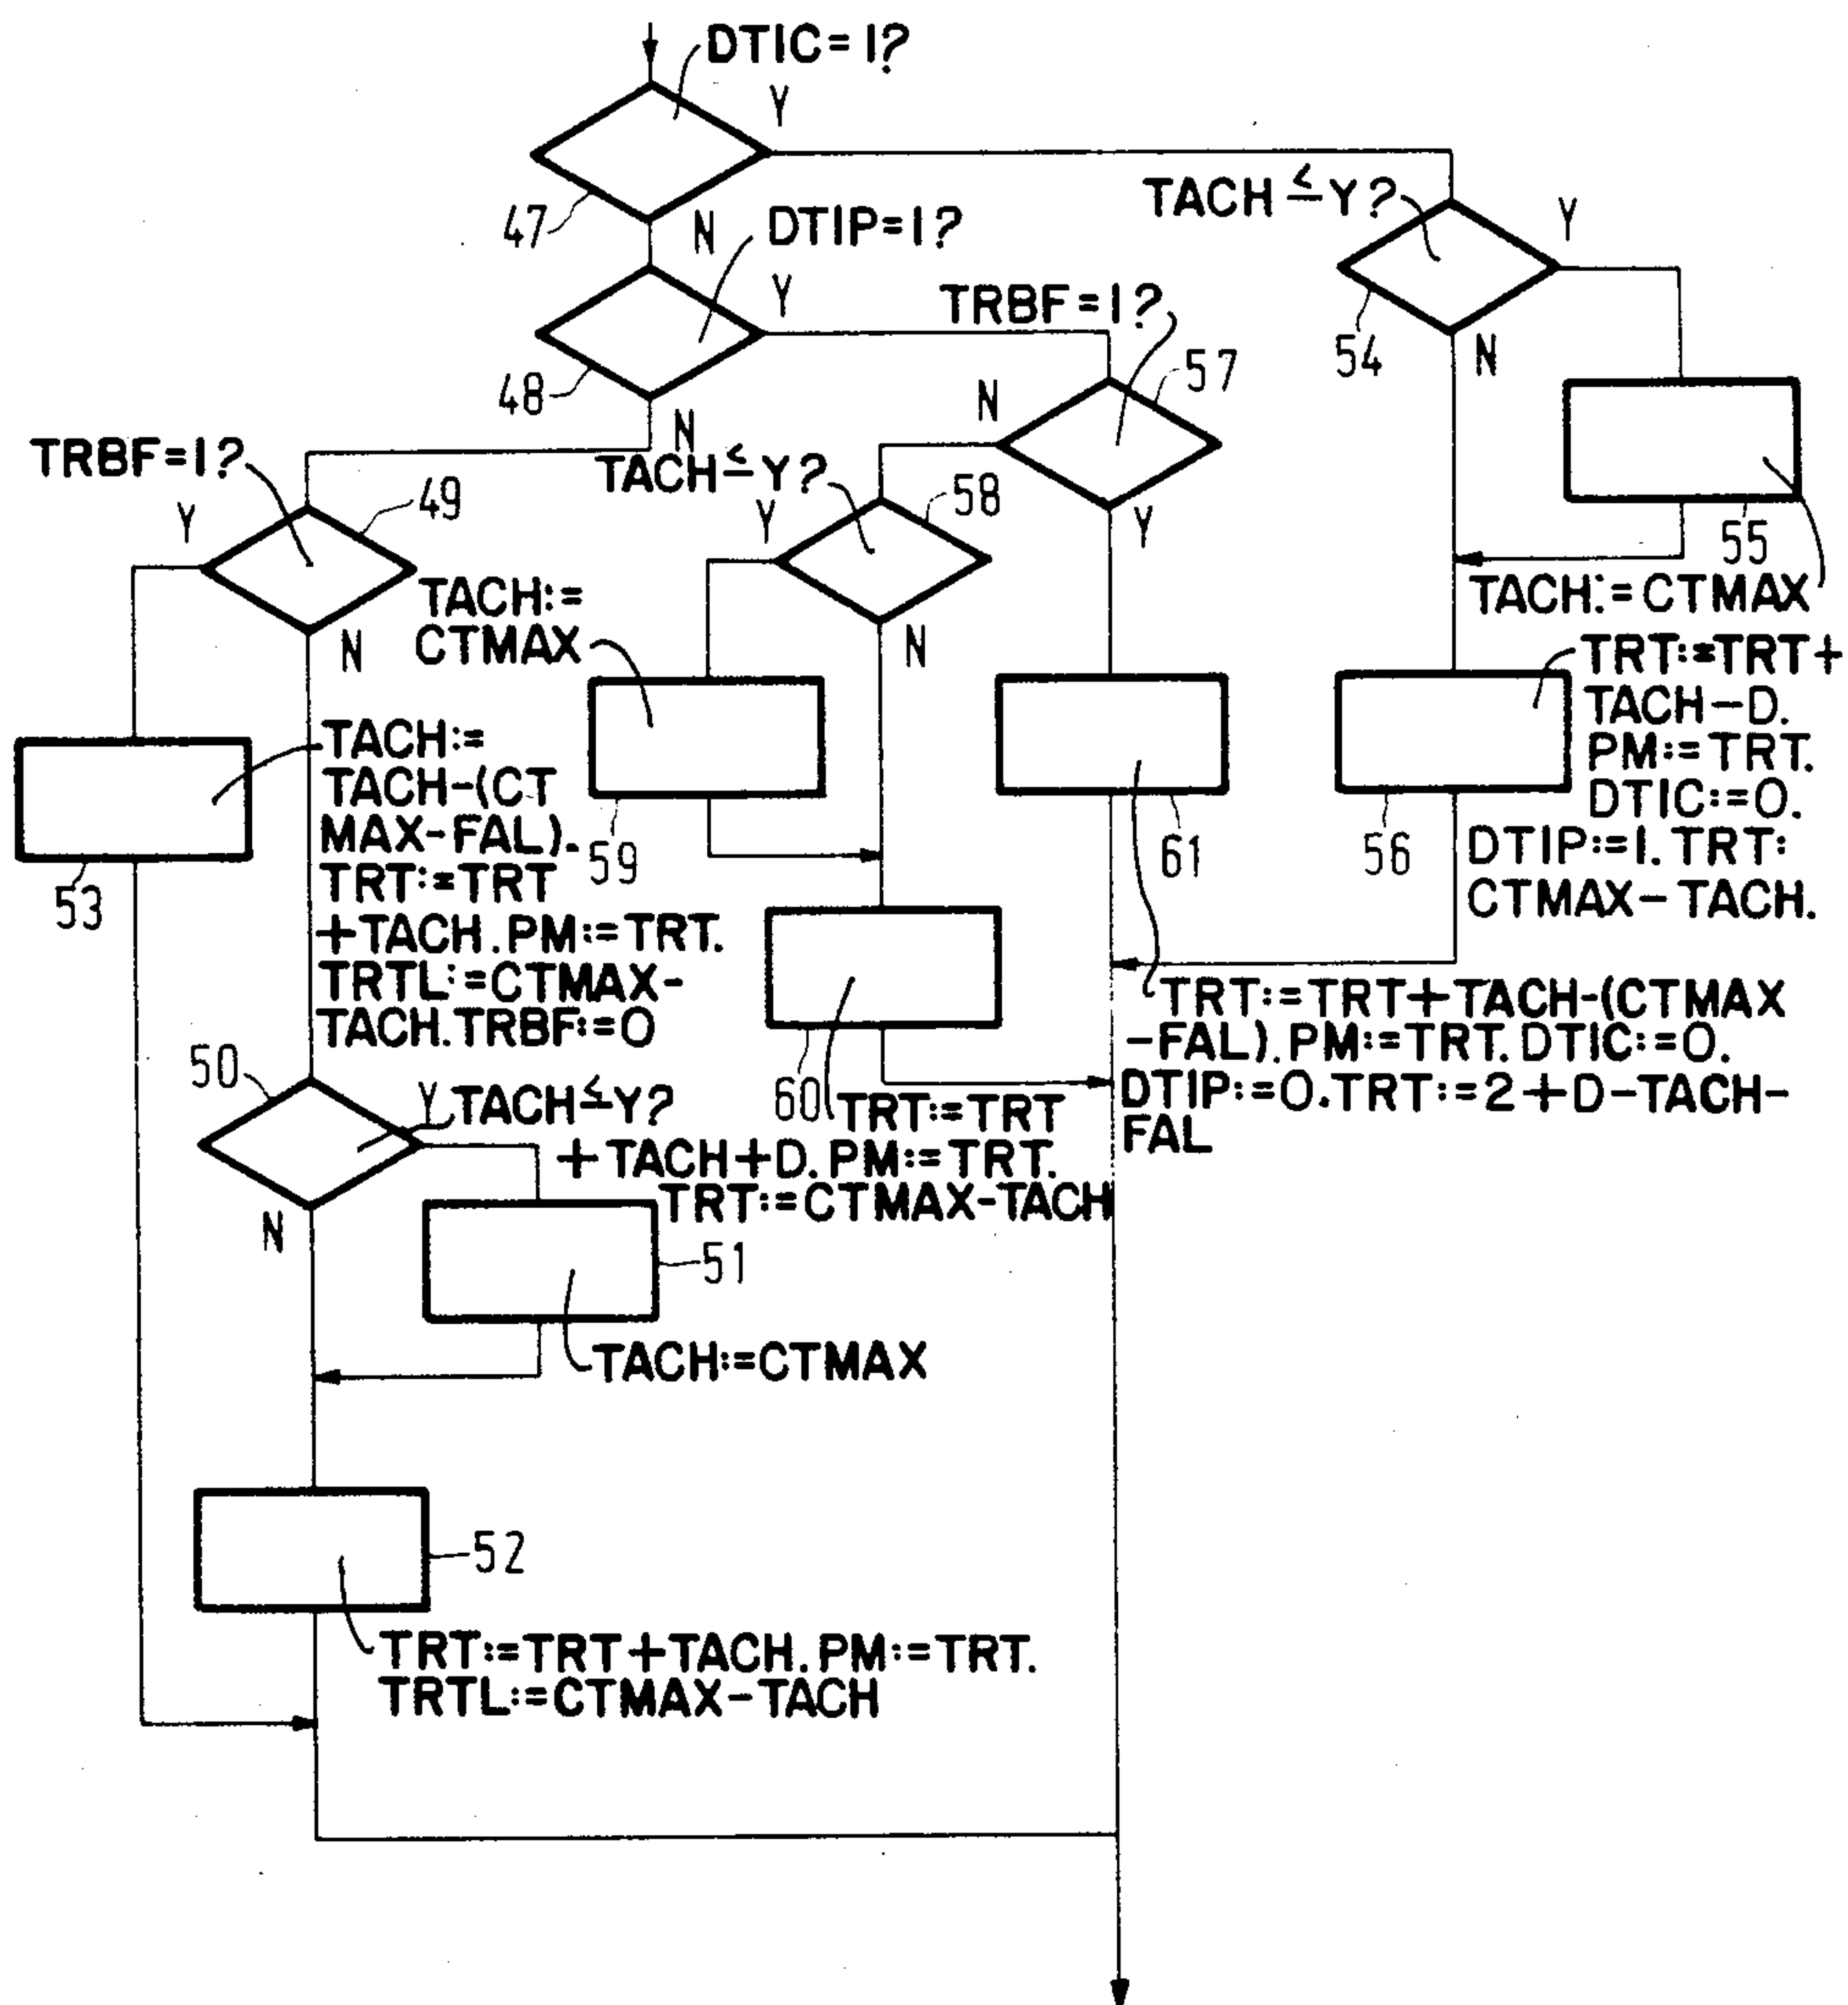 DTIC=1?
Y
47
N
DTIP=1?
TACH≤Y?
Y
54
N
48
Y
N
TRBF=1?
57
N
Y
55
TACH:=CTMAX
TRBF=1?
49
Y
N
TACH≤Y?
58
Y
N
TACH:=
CTMAX
59
61
TRT:=TRT+
TACH-D.
PM:=TRT.
DTIC:=0.
DTIP:=1. TRT:
CTMAX-TACH.
56
53
TACH:=
TACH-(CT
MAX-FAL).
TRT:=TRT
+TACH.PM:=TRT.
TRTL:=CTMAX-
TACH.TRBF:=0
TRT:=TRT+TACH-(CTMAX
-FAL).PM:=TRT.DTIC:=0.
DTIP:=0.TRT:=2+D-TACH-
FAL
50
Y
TACH≤Y?
N
60
TRT:=TRT
+TACH+D.PM:=TRT.
TRT:=CTMAX-TACH
51
TACH:=CTMAX
52
TRT:=TRT+TACH.PM:=TRT.
TRTL:=CTMAX-TACH